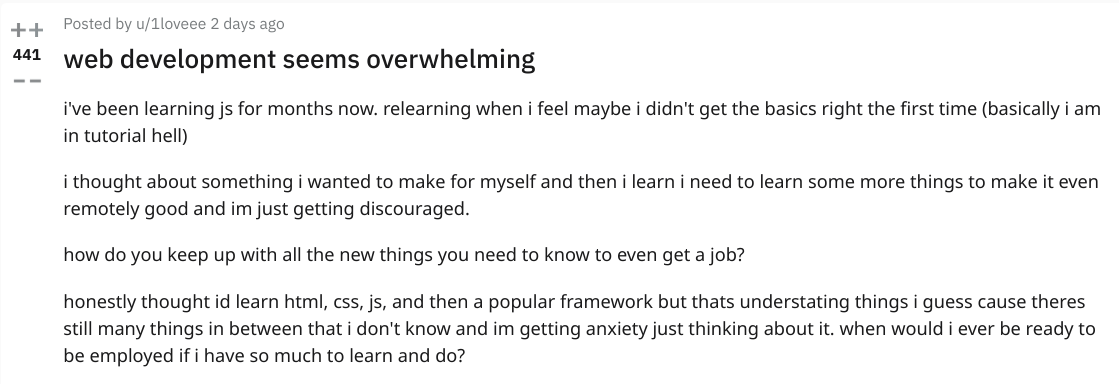 Posted by u/1loveee 2 days ago
++
441
--
web development seems overwhelming
i've been learning js for months now. relearning when i feel maybe i didn't get the basics right the first time (basically i am
in tutorial hell)
i thought about something i wanted to make for myself and then i learn i need to learn some more things to make it even
remotely good and im just getting discouraged.
how do you keep up with all the new things you need to know to even get a job?
honestly thought id learn html, css, js, and then a popular framework but thats understating things i guess cause theres
still many things in between that i don't know and im getting anxiety just thinking about it. when would i ever be ready to
be employed if i have so much to learn and do?